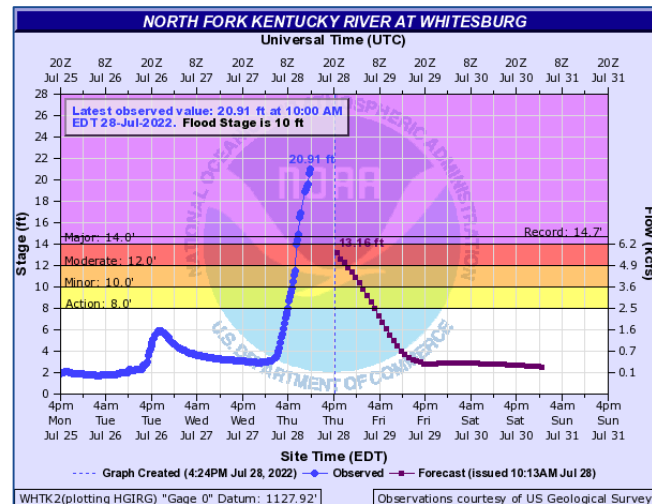 NORTH FORK KENTUCKY RIVER AT WHITESBURG
Universal Time (UTC)
20Z 8Z 20Z 8Z 20Z 8Z 20Z 8Z 20Z 8Z 20Z 8Z 20Z
Jul 25 Jul 26 Jul 26 Jul 27 Jul 27 Jul 28 Jul 28 Jul 29 Jul 29 Jul 30 Jul 30 Jul 31 Jul 31
Latest observed value: 20.91 ft at 10:00 AM
EDT 28-Jul-2022. Flood Stage is 10 ft
20.91 ft
NATIONAL OCEANIC AND ATMOSPHERIC ADMINISTRATION
NOAA
U.S. DEPARTMENT OF COMMERCE
Stage (ft)
28
26
24
22
20
18
16
14
12
10
8
6
4
2
0
Record: 14.7'
Major: 14.0'
13.16 ft
Moderate: 12.0'
Minor: 10.0'
Action: 8.0'
Flow (kcfs)
6.2
4.9
3.6
2.5
1.6
0.7
0.1
4pm 4am 4pm 4am 4pm 4am 4pm 4am 4pm 4am 4pm 4am 4pm
Mon Tue Tue Wed Wed Thu Thu Fri Fri Sat Sat Sun Sun
Jul 25 Jul 26 Jul 26 Jul 27 Jul 27 Jul 28 Jul 28 Jul 29 Jul 29 Jul 30 Jul 30 Jul 31 Jul 31
Site Time (EDT)
Graph Created (4:24PM Jul 28, 2022) Observed Forecast (issued 10:13AM Jul 28)
WHTK2(plotting HGIRG) "Gage 0" Datum: 1127.92'
Observations courtesy of US Geological Survey